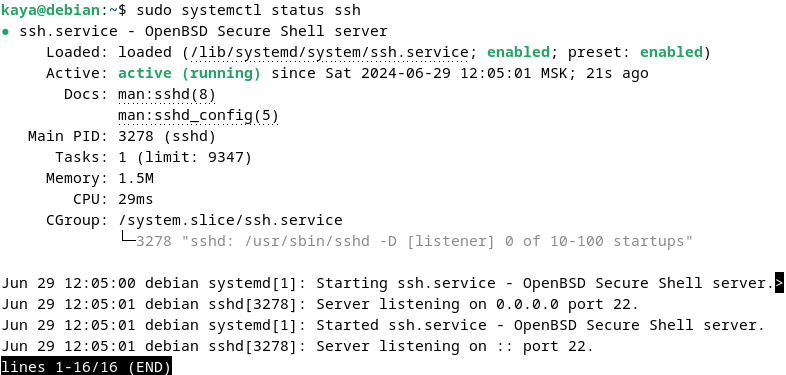 kaya@debian:~$ sudo systemctl status ssh
● ssh.service - OpenBSD Secure Shell server
     Loaded: loaded (/lib/systemd/system/ssh.service; enabled; preset: enabled)
     Active: active (running) since Sat 2024-06-29 12:05:01 MSK; 21s ago
       Docs: man:sshd(8)
             man:sshd_config(5)
   Main PID: 3278 (sshd)
      Tasks: 1 (limit: 9347)
     Memory: 1.5M
        CPU: 29ms
     CGroup: /system.slice/ssh.service
             └─3278 "sshd: /usr/sbin/sshd -D [listener] 0 of 10-100 startups"

Jun 29 12:05:00 debian systemd[1]: Starting ssh.service - OpenBSD Secure Shell server.>
Jun 29 12:05:01 debian sshd[3278]: Server listening on 0.0.0.0 port 22.
Jun 29 12:05:01 debian systemd[1]: Started ssh.service - OpenBSD Secure Shell server.
Jun 29 12:05:01 debian sshd[3278]: Server listening on :: port 22.
lines 1-16/16 (END)